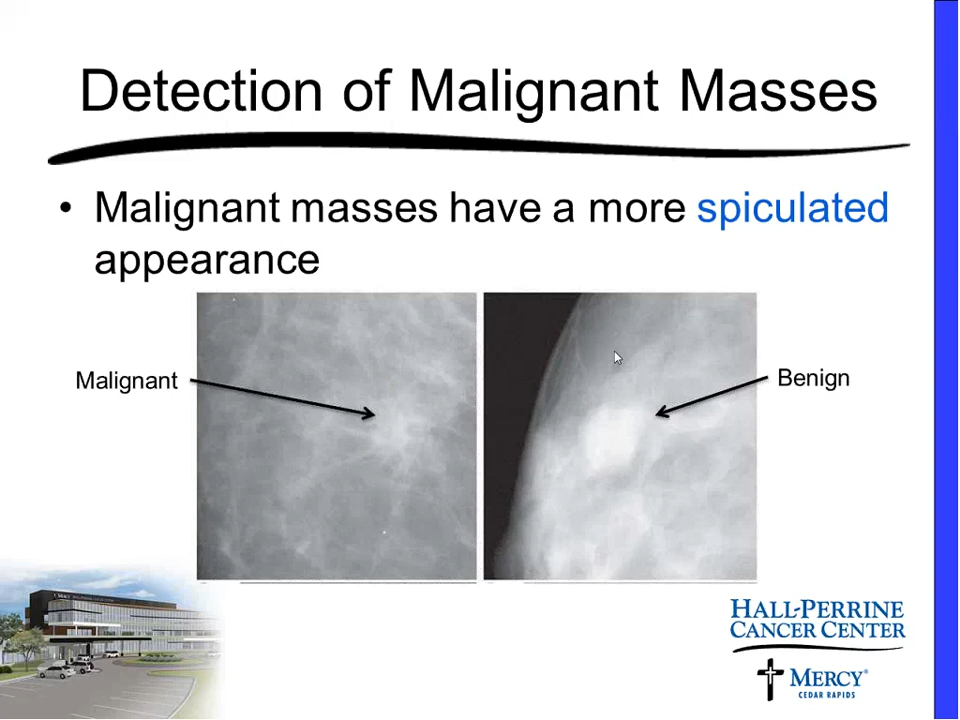 Detection of Malignant Masses
• Malignant masses have a more spiculated
appearance
Malignant
Benign
HALL-PERRINE
CANCER CENTER
MERCY®
CEDAR RAPIDS